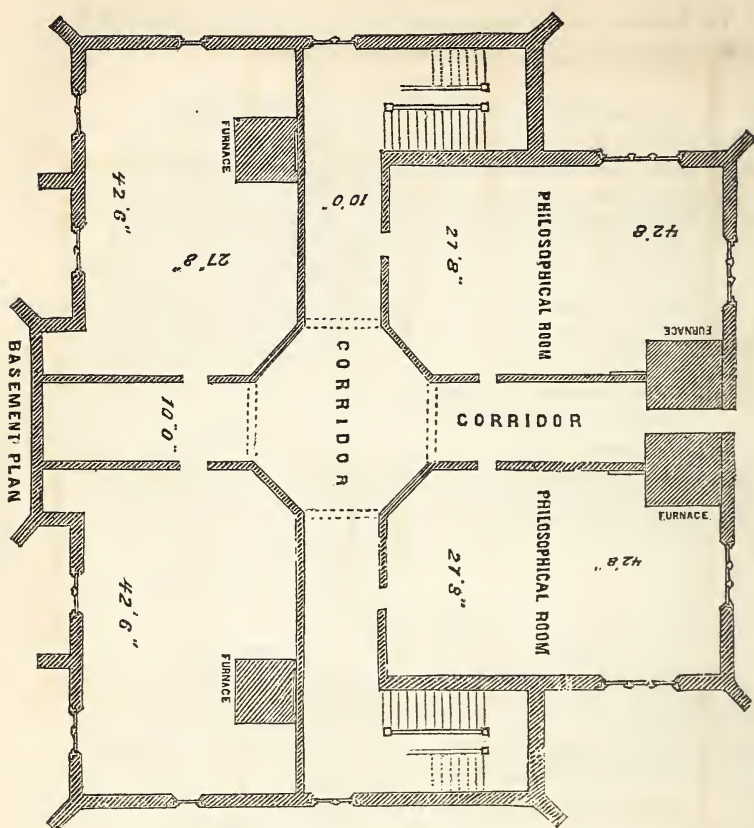 FURNACE
42'6"
27"8"
10'0"
PHILOSOPHICAL ROOM
27'8"
42'8
FURNACE
CORRIDOR
CORRIDOR
10'0"
BASEMENT PLAN
FURNACE.
PHILOSOPHICAL ROOM
27'8"
42'8"
42'6"
FURNACE